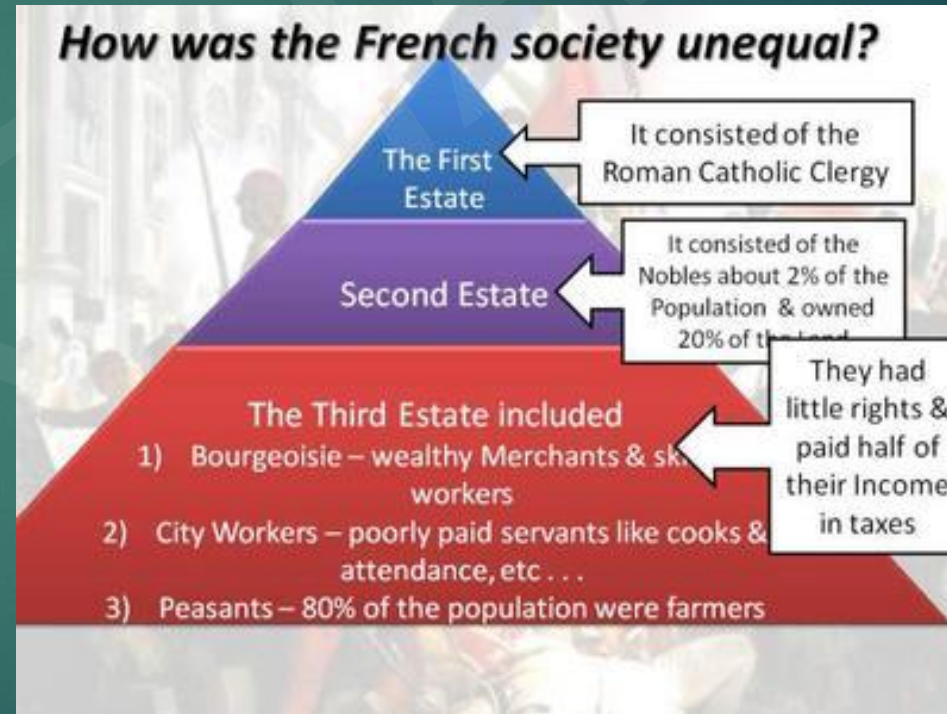 How was the French society unequal?
The First
Estate
It consisted of the
Roman Catholic Clergy
Second Estate
It consisted of the
Nobles about 2% of the
Population & owned
20% of the Land
The Third Estate included
1) Bourgeoisie – wealthy Merchants & sk
workers
2) City Workers – poorly paid servants like cooks &
attendance, etc . . .
3) Peasants – 80% of the population were farmers
They had
little rights &
paid half of
their Income
in taxes